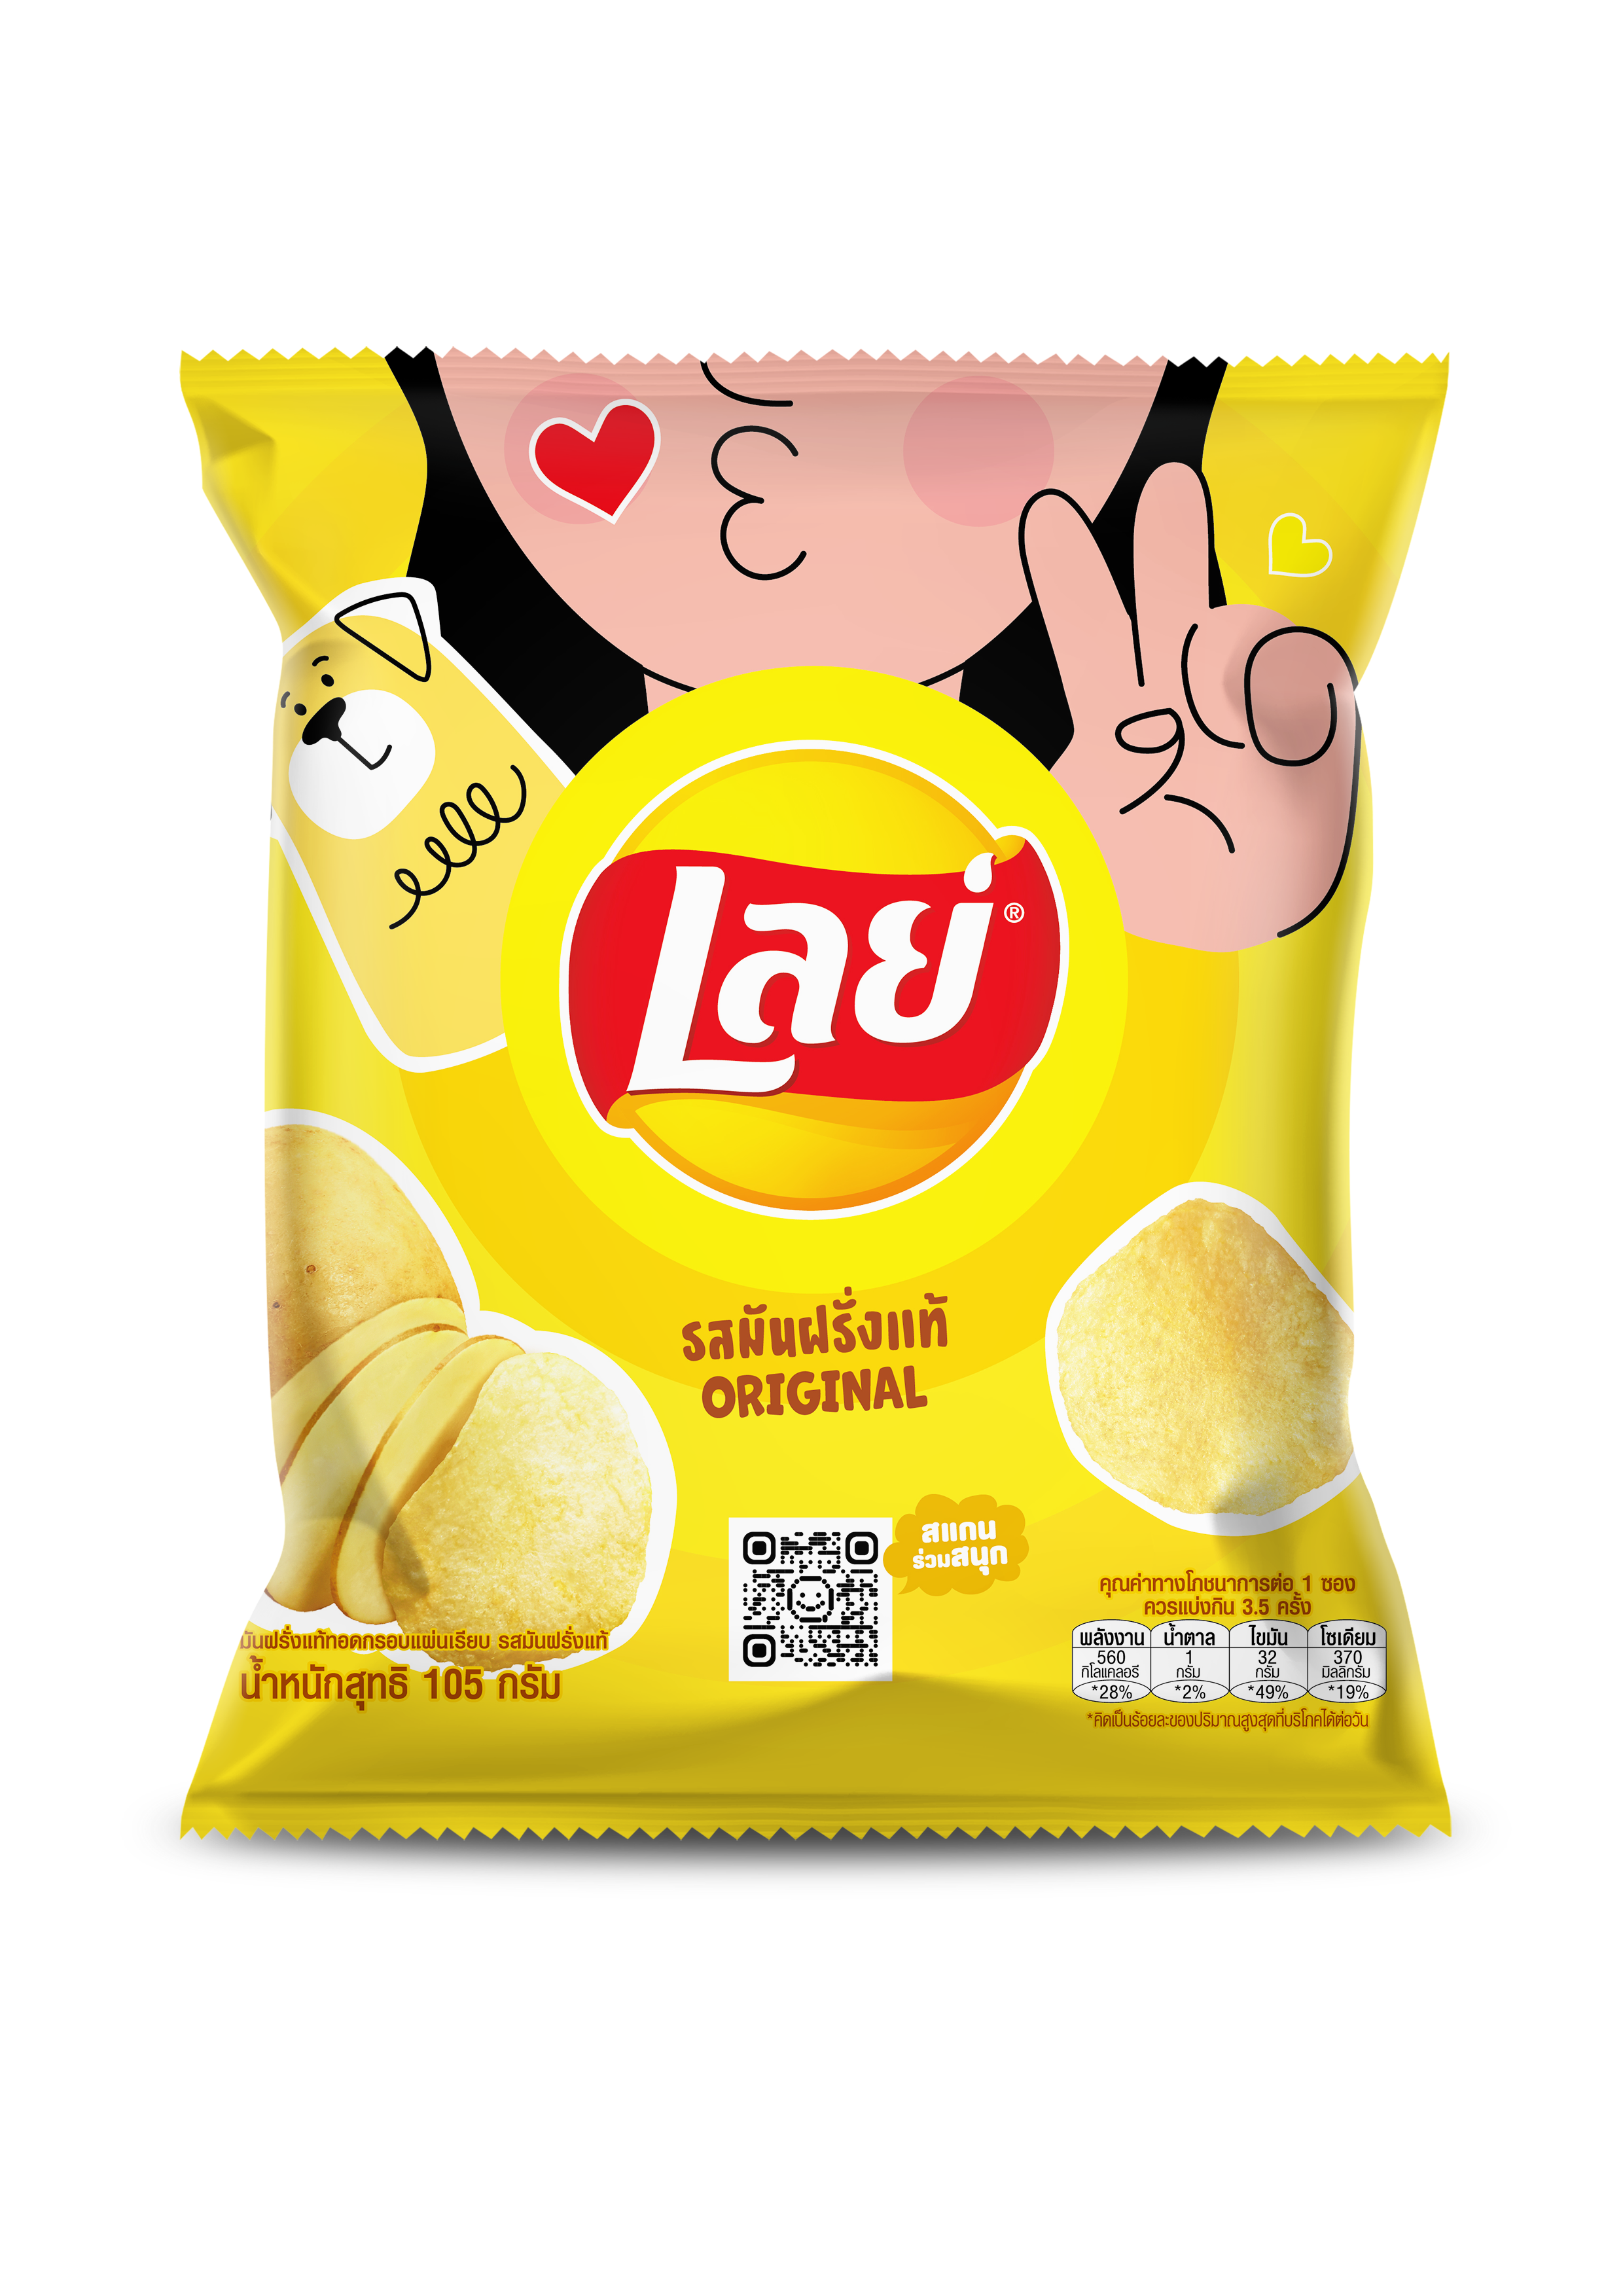 เลย์®
รสมันฝรั่งแท้
ORIGINAL
สแกน
ร่วมสนุก
มันฝรั่งแท้ทอดกรอบแผ่นเรียบ รสมันฝรั่งแท้
น้ำหนักสุทธิ 105 กรัม
คุณค่าทางโภชนาการต่อ 1 ซอง
ควรแบ่งกิน 3.5 ครั้ง
พลังงาน น้ำตาล ไขมัน โซเดียม
560 1 32 370
กิโลแคลอรี กรัม กรัม มิลลิกรัม
*28% *2% *49% *19%
*คิดเป็นร้อยละของปริมาณสูงสุดที่บริโภคได้ต่อวัน